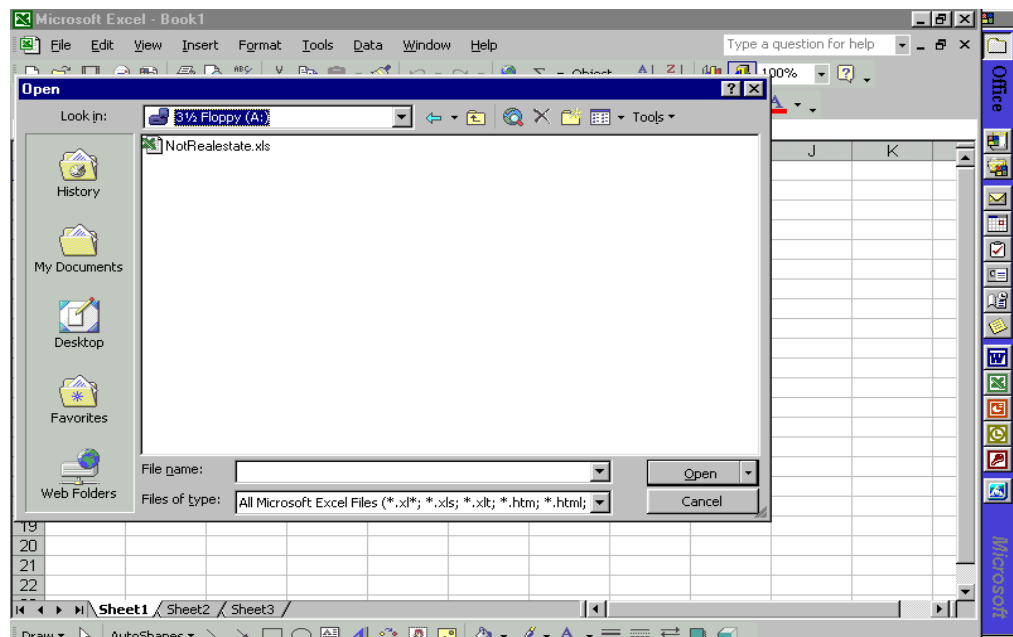 Microsoft Excel - Book1
File Edit View Insert Format Tools Data Window Help Type a question for help
100%
Open
Look in: 3½ Floppy (A:) Tools
NotRealestate.xls
History
My Documents
Desktop
Favorites
Web Folders
File name: Open
Files of type: All Microsoft Excel Files (*.xl*; *.xls; *.xlt; *.htm; *.html; Cancel
J K
19
20
21
22
Sheet1 Sheet2 Sheet3
Draw AutoShapes
Office
Microsoft